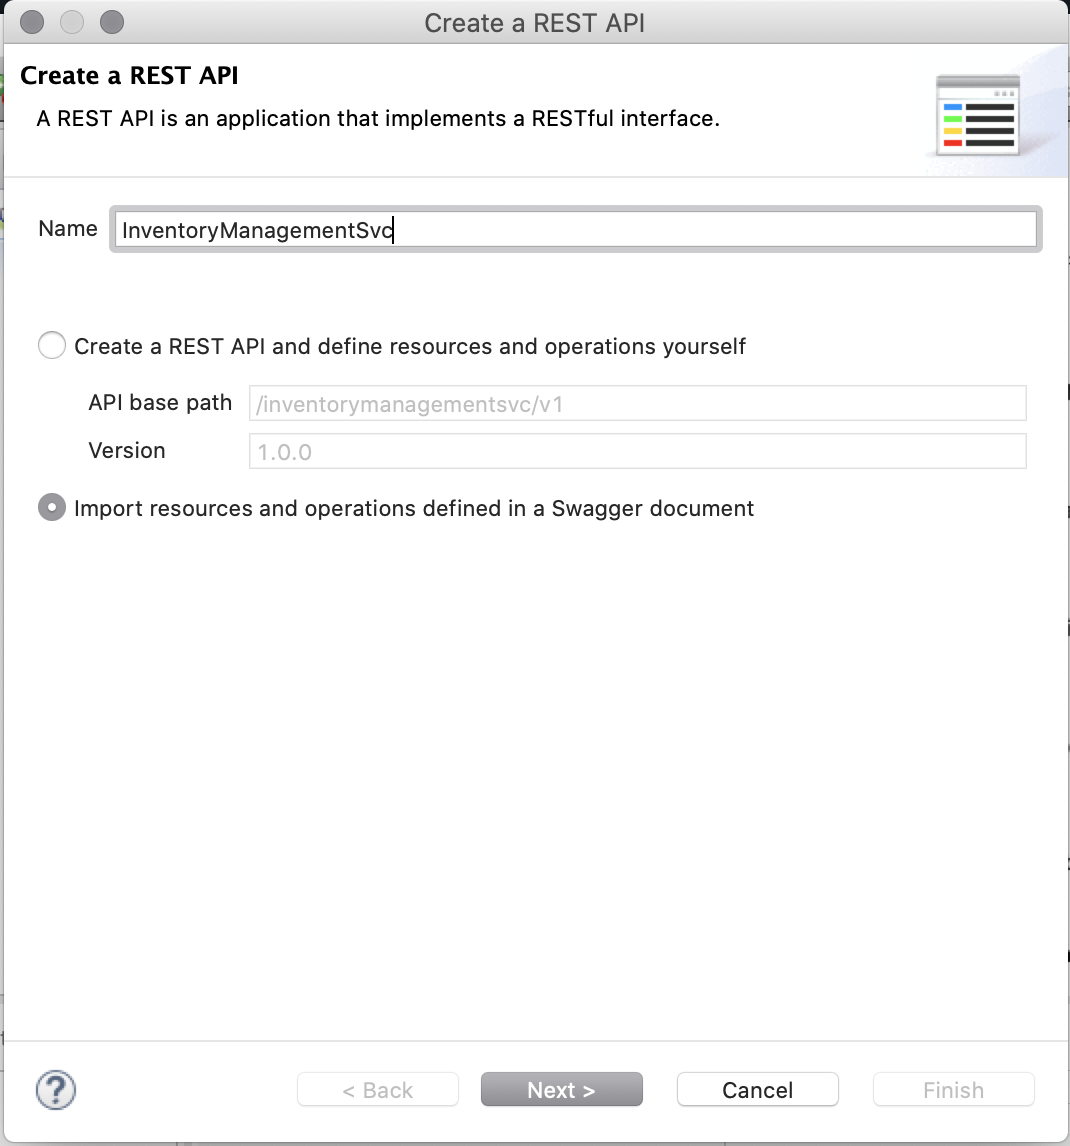 Create a REST API
Create a REST API
A REST API is an application that implements a RESTful interface.
Name InventoryManagementSvc
Create a REST API and define resources and operations yourself
API base path /inventorymanagementsvc/v1
Version 1.0.0
Import resources and operations defined in a Swagger document
? < Back Next > Cancel Finish